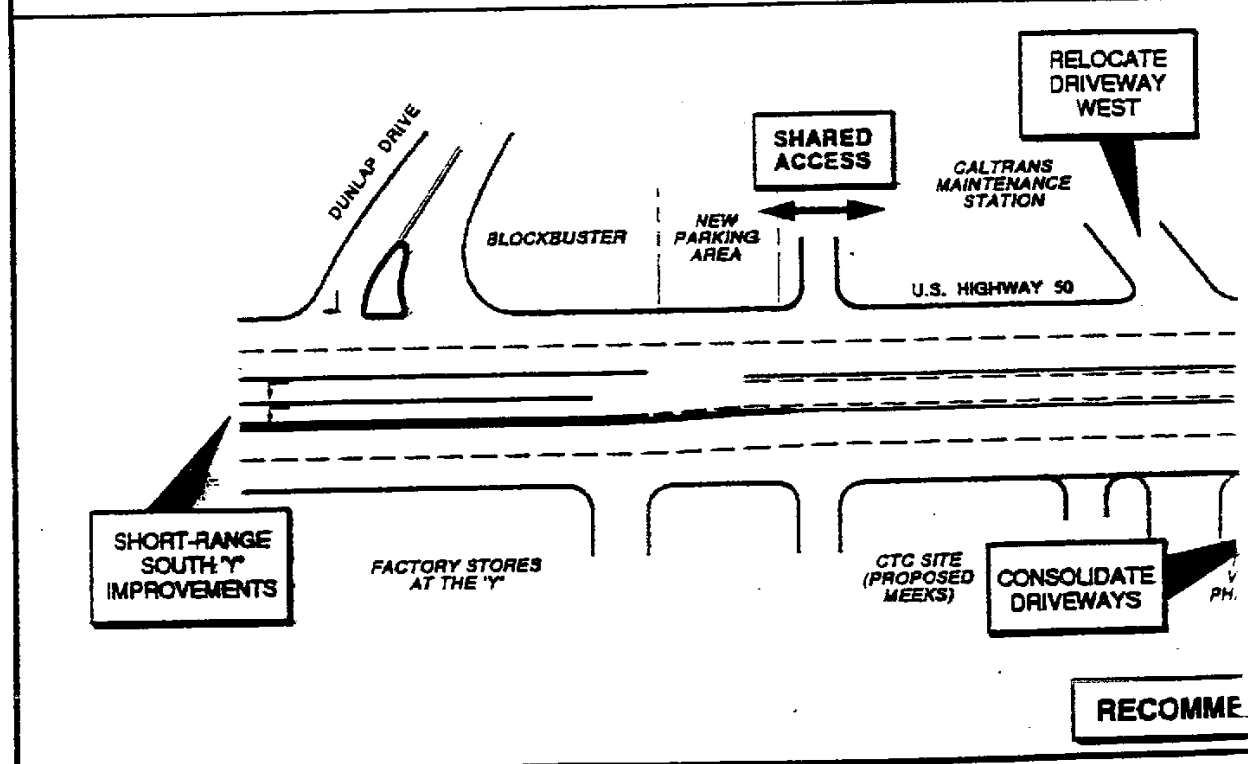 RELOCATE
DRIVEWAY
WEST
SHARED
ACCESS
DUNLAP DRIVE
CALTRANS
MAINTENANCE
STATION
BLOCKBUSTER
NEW
PARKING
AREA
U.S. HIGHWAY 50
SHORT-RANGE
SOUTH 'Y'
IMPROVEMENTS
FACTORY STORES
AT THE 'Y'
CTC SITE
(PROPOSED
MEEKS)
CONSOLIDATE
DRIVEWAYS
V
PH.
RECOMME